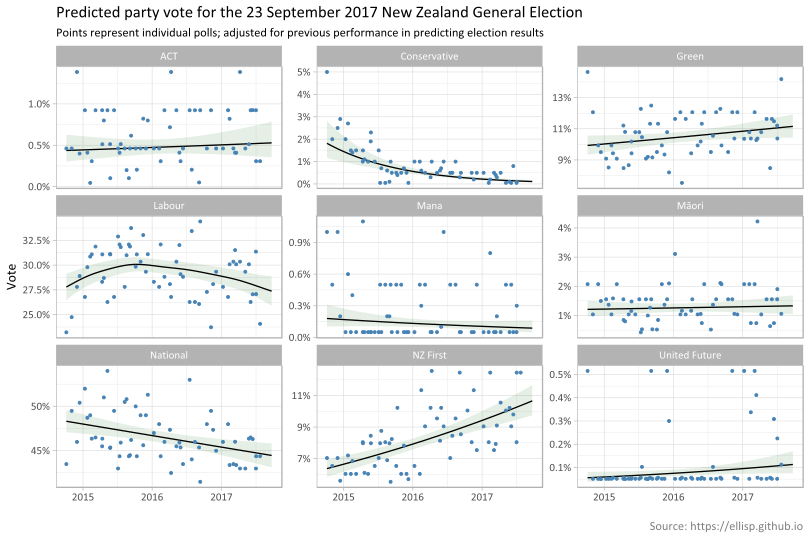 Predicted party vote for the 23 September 2017 New Zealand General Election
Points represent individual polls; adjusted for previous performance in predicting election results
ACT
Conservative
Green
1.0%
0.5%
0.0%
5%
4%
3%
2%
1%
0%
13%
11%
9%
Labour
Mana
Māori
Vote
32.5%
30.0%
27.5%
25.0%
0.9%
0.6%
0.3%
0.0%
4%
3%
2%
1%
National
NZ First
United Future
50%
45%
11%
9%
7%
0.5%
0.4%
0.3%
0.2%
0.1%
2015 2016 2017
2015 2016 2017
2015 2016 2017
Source: https://ellisp.github.io